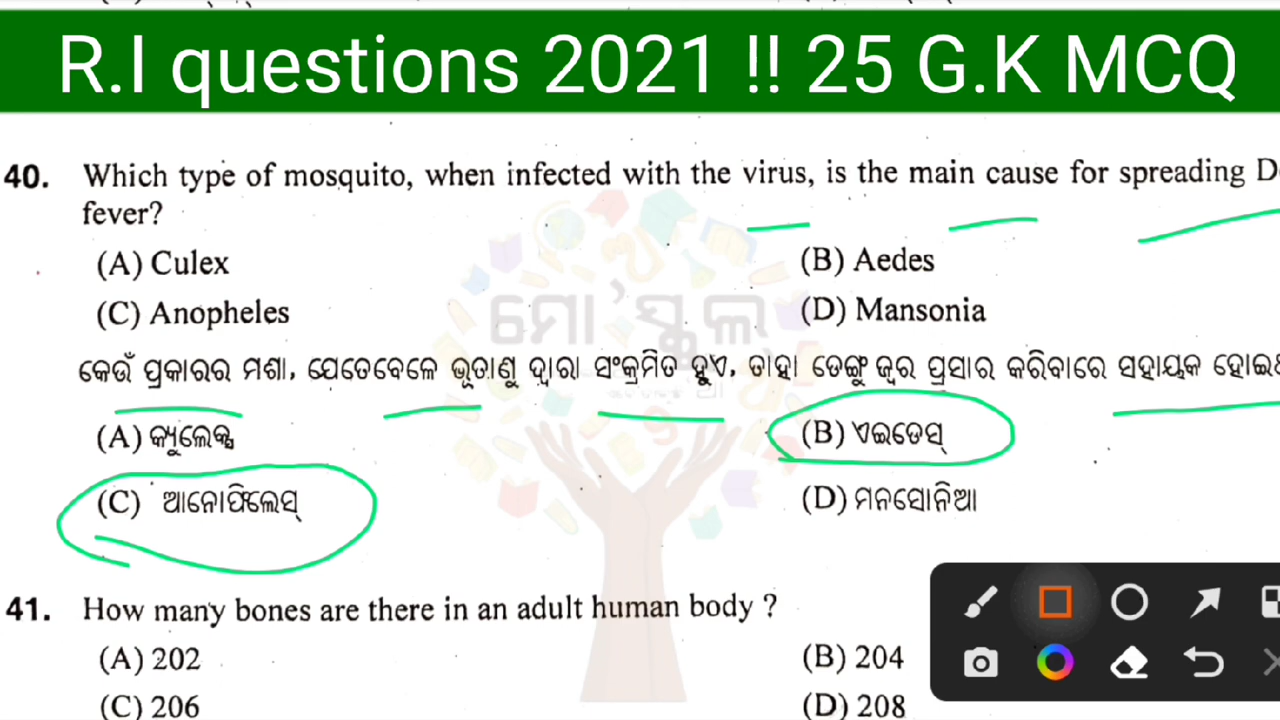 R.I questions 2021 !! 25 G.K MCQ
40. Which type of mosquito, when infected with the virus, is the main cause for spreading
fever?
(A) Culex (B) Aedes
(C) Anopheles (D) Mansonia
ମୋ'ସ୍କୁଲ
କେଉଁ ପ୍ରକାରର ମଶା, ଯେତେବେଳେ ଭୂତାଣୁ ଦ୍ୱାରା ସଂକ୍ରମିତ ହୁଏ, ତାହା ଡେଙ୍ଗୁ ଜ୍ୱର ପ୍ରସାର କରିବାରେ ସହାୟକ
(A) କ୍ୟୁଲେକ୍ସ (B) ଏଇଡେସ୍
(C) ଆନୋଫିଲେସ୍ (D) ମନସୋନିଆ
41. How many bones are there in an adult human body ?
(A) 202 (B) 204
(C) 206 (D) 208